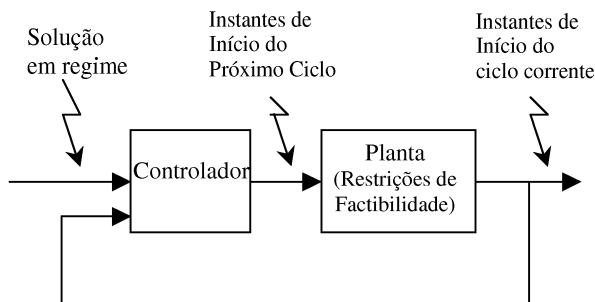 Solução
em regime
Instantes de
Início do
Próximo Ciclo
Instantes de
Início do
ciclo corrente
Controlador
Planta
(Restrições de
Factibilidade)